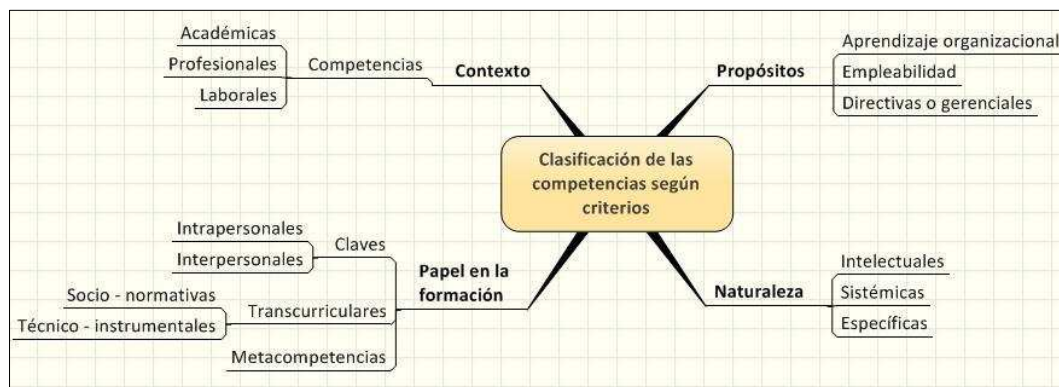 Clasificación de las
competencias según
criterios
Contexto
Competencias
Académicas
Profesionales
Laborales
Propósitos
Aprendizaje organizacional
Empleabilidad
Directivas o gerenciales
Papel en la
formación
Claves
Intrapersonales
Interpersonales
Transcurriculares
Socio - normativas
Técnico - instrumentales
Metacompetencias
Naturaleza
Intelectuales
Sistémicas
Específicas